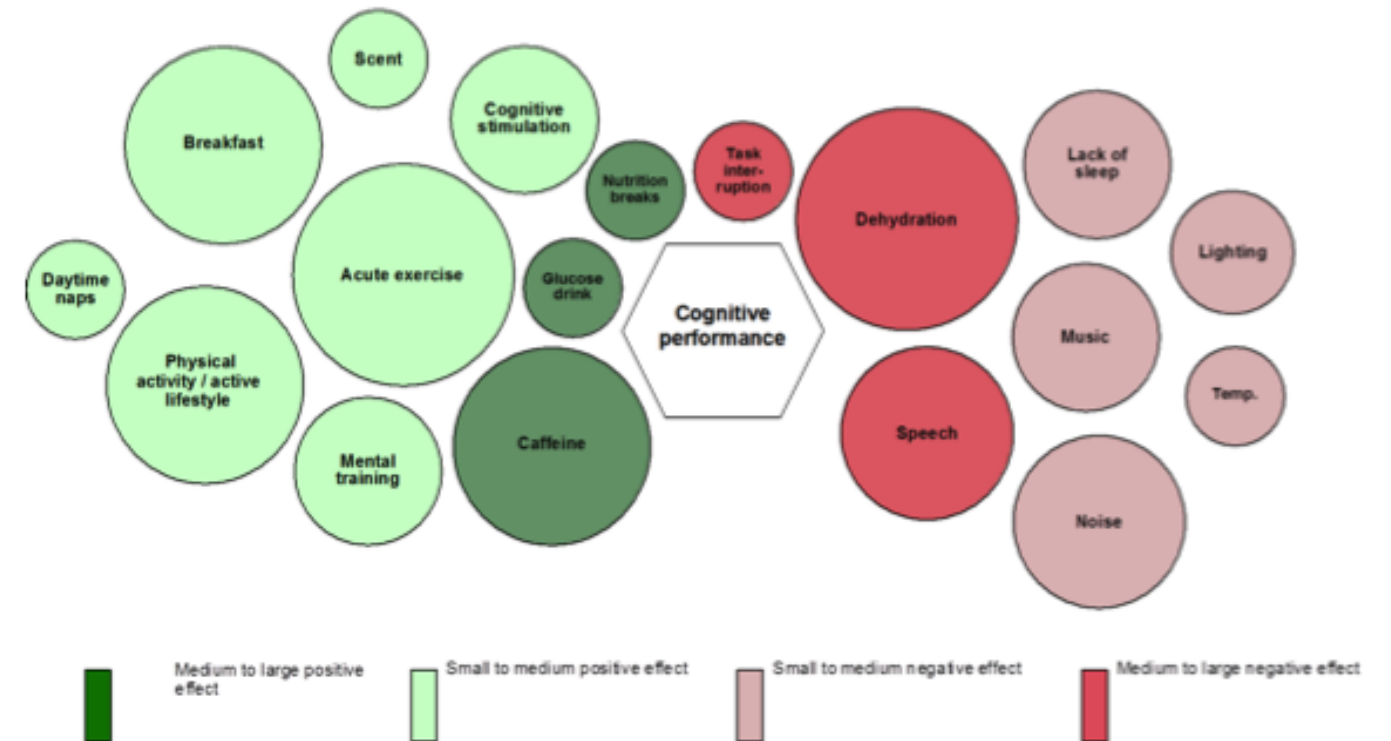 Scent
Breakfast
Cognitive
stimulation
Nutrition
breaks
Task
inter-
ruption
Dehydration
Lack of
sleep
Lighting
Daytime
naps
Acute exercise
Glucose
drink
Cognitive
performance
Music
Physical
activity / active
lifestyle
Temp.
Mental
training
Caffeine
Speech
Noise
Medium to large positive
effect
Small to medium positive effect
Small to medium negative effect
Medium to large negative effect